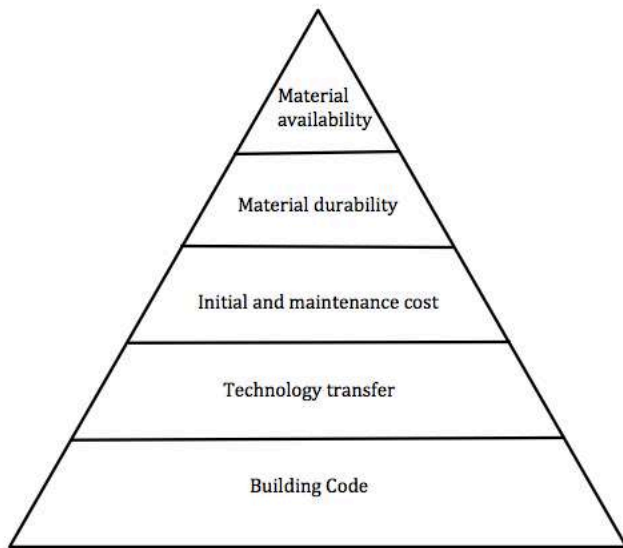 Material
availability
Material durability
Initial and maintenance cost
Technology transfer
Building Code